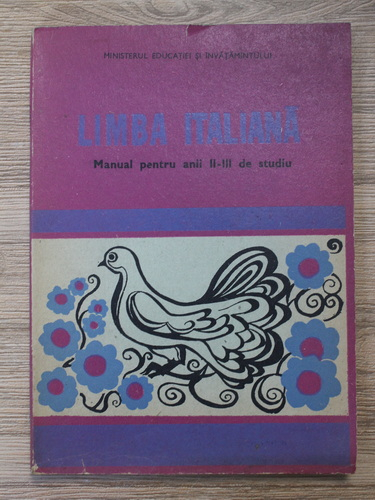 MINISTERUL EDUCAȚIEI ȘI ÎNVĂȚĂMÎNTULUI
LIMBA ITALIANĂ
Manual pentru anii II-III de studiu